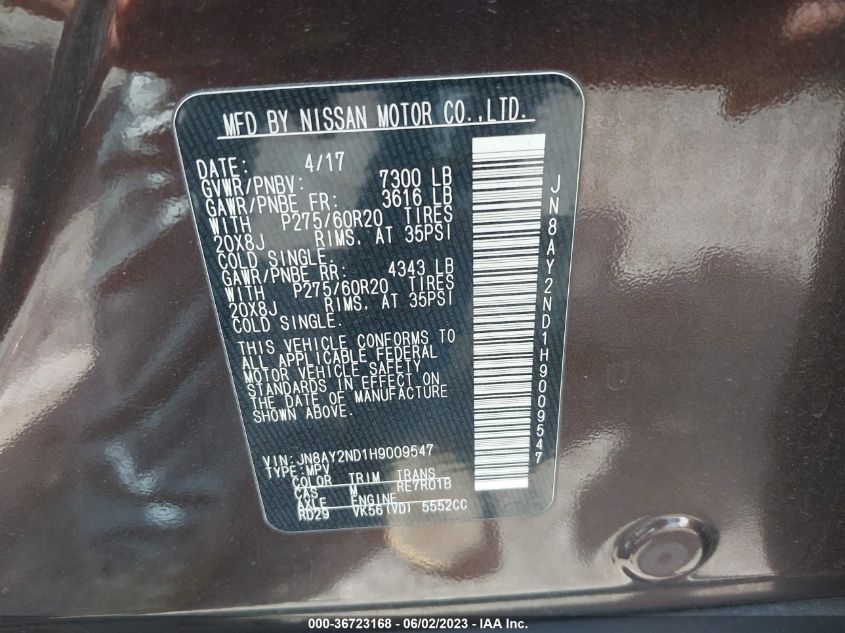 MFD BY NISSAN MOTOR CO.,LTD.
DATE: 4/17
GVWR/PNBV: 7300 LB
GAWR/PNBE FR: 3616 LB
WITH P275/60R20 TIRES
20X8J RIMS. AT 35PSI
COLD SINGLE.
GAWR/PNBE RR: 4343 LB
WITH P275/60R20 TIRES
20X8J RIMS. AT 35PSI
COLD SINGLE.
THIS VEHICLE CONFORMS TO
ALL APPLICABLE FEDERAL
MOTOR VEHICLE SAFETY
STANDARDS IN EFFECT ON
THE DATE OF MANUFACTURE
SHOWN ABOVE.
VIN: JN8AY2ND1H9009547
TYPE: MPV
COLOR TRIM TRANS
CAS M RE7R01B
AXLE ENGINE
RD29 VK56(VD) 5552CC
JN8AY2ND1H9009547
000-36723168 - 06/02/2023 - IAA Inc.